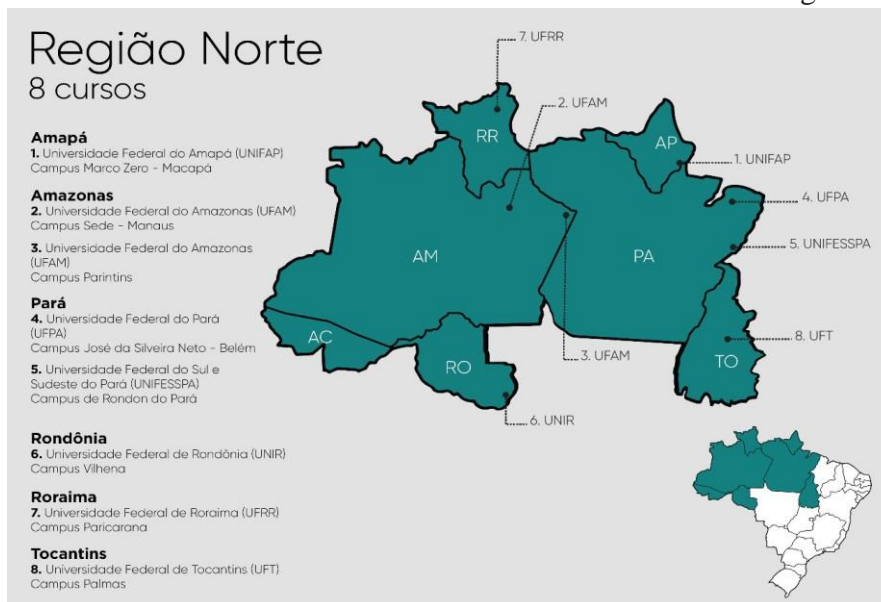 Região Norte
8 cursos
Amapá
1. Universidade Federal do Amapá (UNIFAP)
Campus Marco Zero - Macapá
Amazonas
2. Universidade Federal do Amazonas (UFAM)
Campus Sede - Manaus
3. Universidade Federal do Amazonas
(UFAM)
Campus Parintins
Pará
4. Universidade Federal do Pará
(UFPA)
Campus José da Silveira Neto - Belém
5. Universidade Federal do Sul e
Sudeste do Pará (UNIFESSPA)
Campus de Rondon do Pará
Rondônia
6. Universidade Federal de Rondônia (UNIR)
Campus Vilhena
Roraima
7. Universidade Federal de Roraima (UFRR)
Campus Paricarana
Tocantins
8. Universidade Federal de Tocantins (UFT)
Campus Palmas
7. UFRR
2. UFAM
RR
AP
1. UNIFAP
4. UFPA
5. UNIFESSPA
AM
PA
AC
RO
3. UFAM
8. UFT
TO
6. UNIR